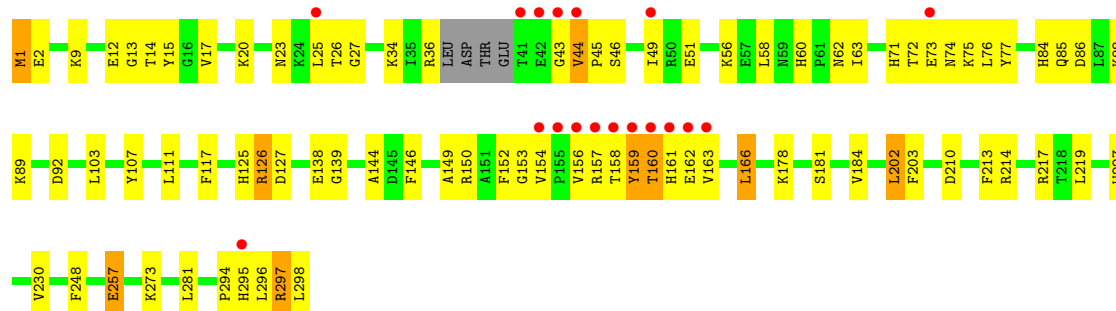 M1 E2 K9 E12 G13 T14 Y15 G16 V17 K20 N23 K24 L25 T26 G27 K34 I35 R36 LEU ASP THR GLU T41 E42 G43 V44 P45 S46 I49 R50 E51 K56 E57 L58 N59 H60 P61 N62 I63 H71 T72 E73 N74 K75 L76 Y77 H84 Q85 D86 L87
K89 D92 L103 Y107 L111 F117 H125 R126 D127 E138 G139 A144 D145 F146 A149 R150 A151 F152 G153 V154 P155 V156 R157 T158 Y159 T160 H161 E162 V163 L166 K178 S181 V184 L202 F203 D210 F213 R214 R217 T218 L219
V230 F248 E257 K273 L281 P294 H295 L296 R297 L298